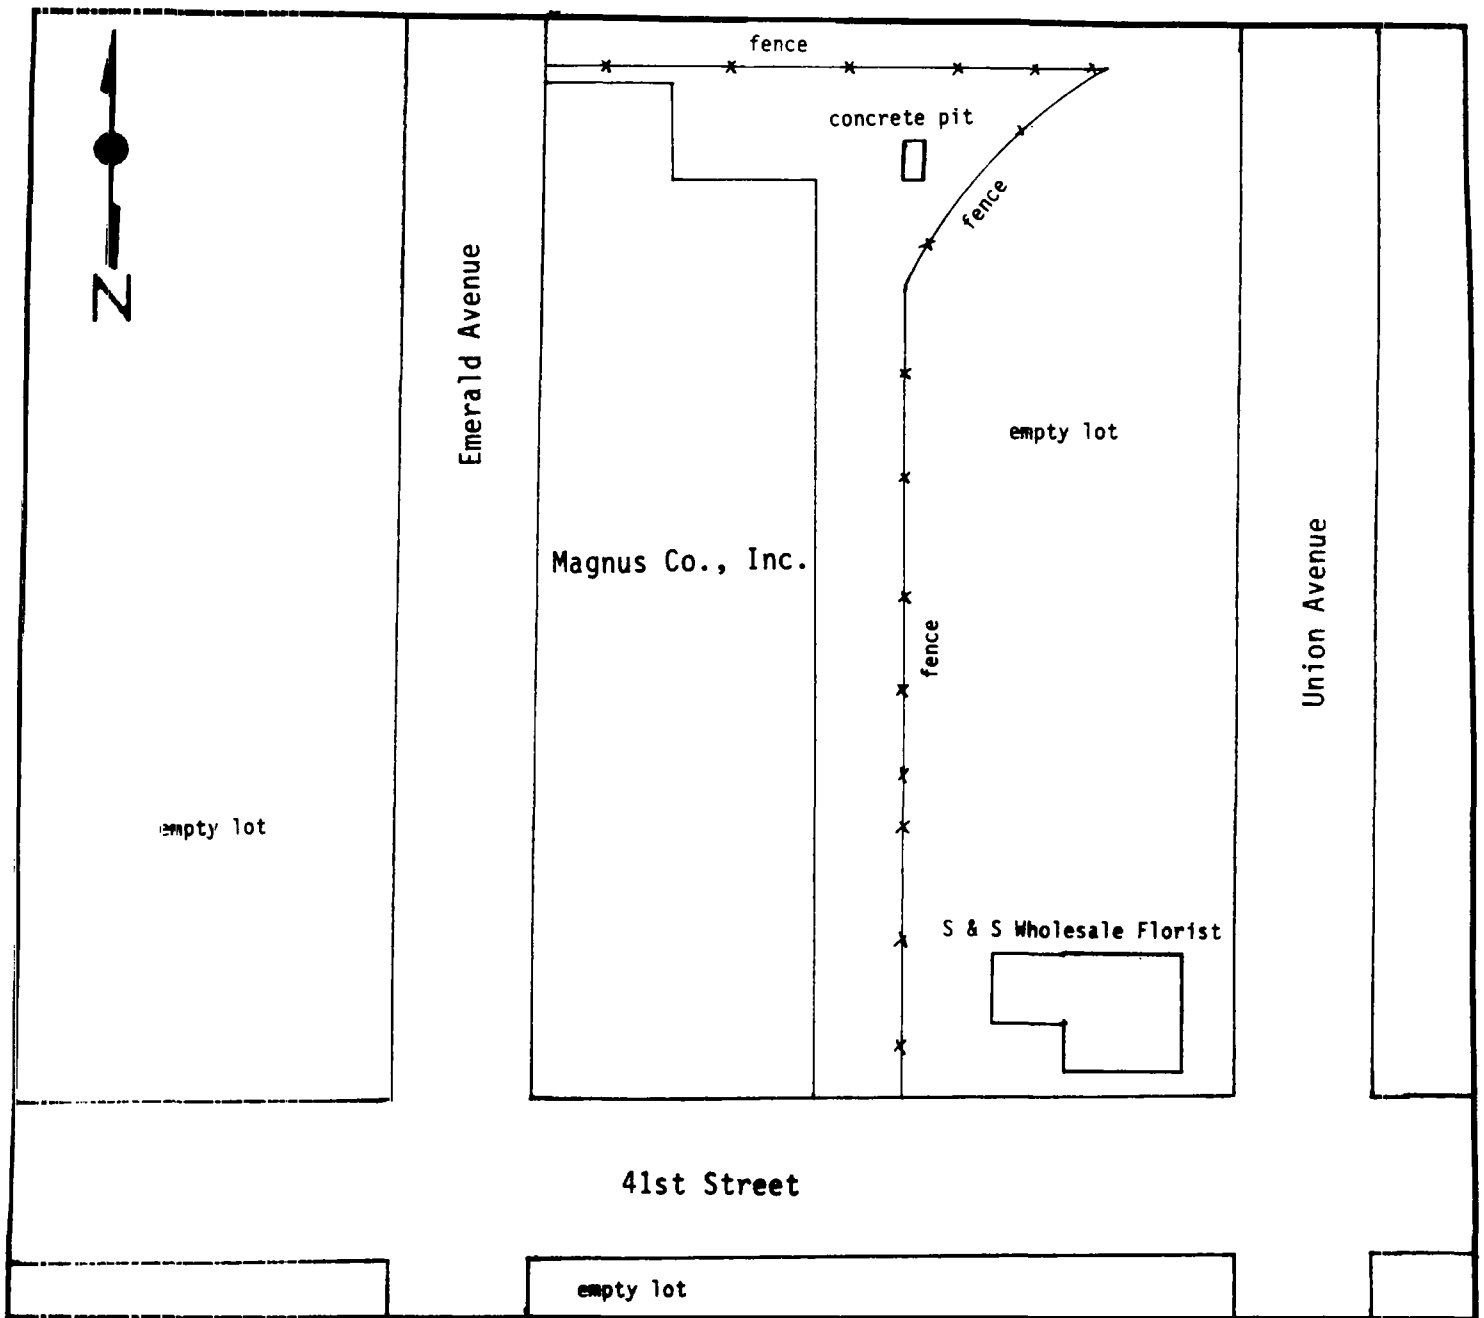 fence
concrete pit
fence
N
Emerald Avenue
empty lot
Magnus Co., Inc.
Union Avenue
fence
empty lot
S & S Wholesale Florist
41st Street
empty lot